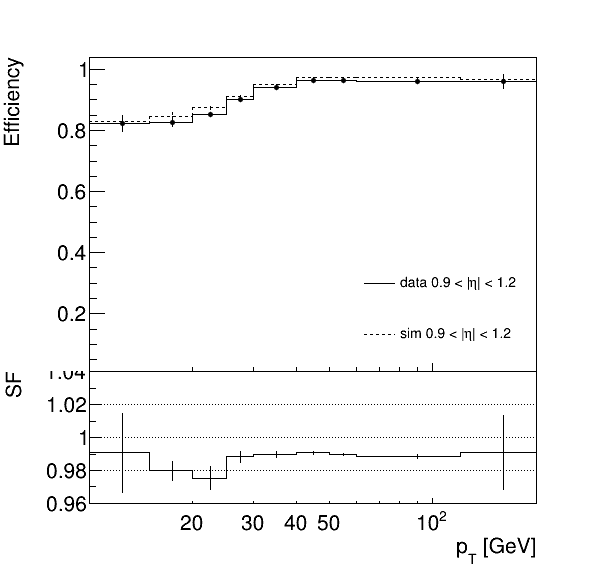 Efficiency
1
0.8
0.6
0.4
0.2
data 0.9 < |η| < 1.2
sim 0.9 < |η| < 1.2
SF
1.04
1.02
1
0.98
0.96
20 30 40 50 10²
p_T [GeV]